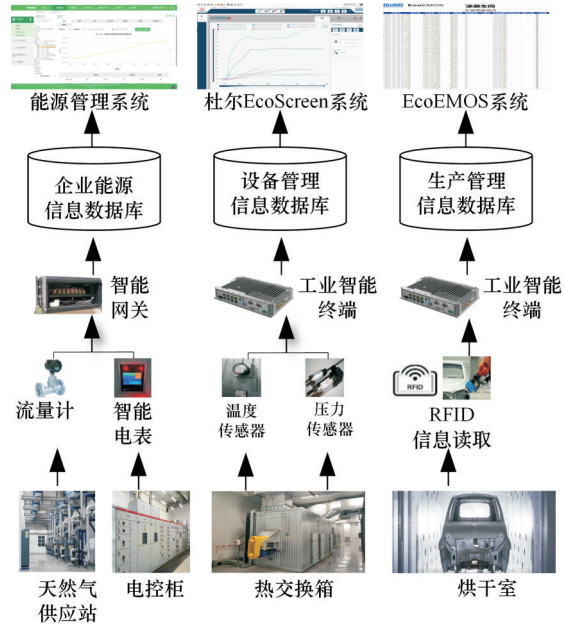 能源管理系统
杜尔EcoScreen系统
EcoEMOS系统
企业能源
信息数据库
设备管理
信息数据库
生产管理
信息数据库
智能
网关
工业智能
终端
工业智能
终端
流量计
智能
电表
温度
传感器
压力
传感器
RFID
RFID
信息读取
天然气
供应站
电控柜
热交换箱
烘干室